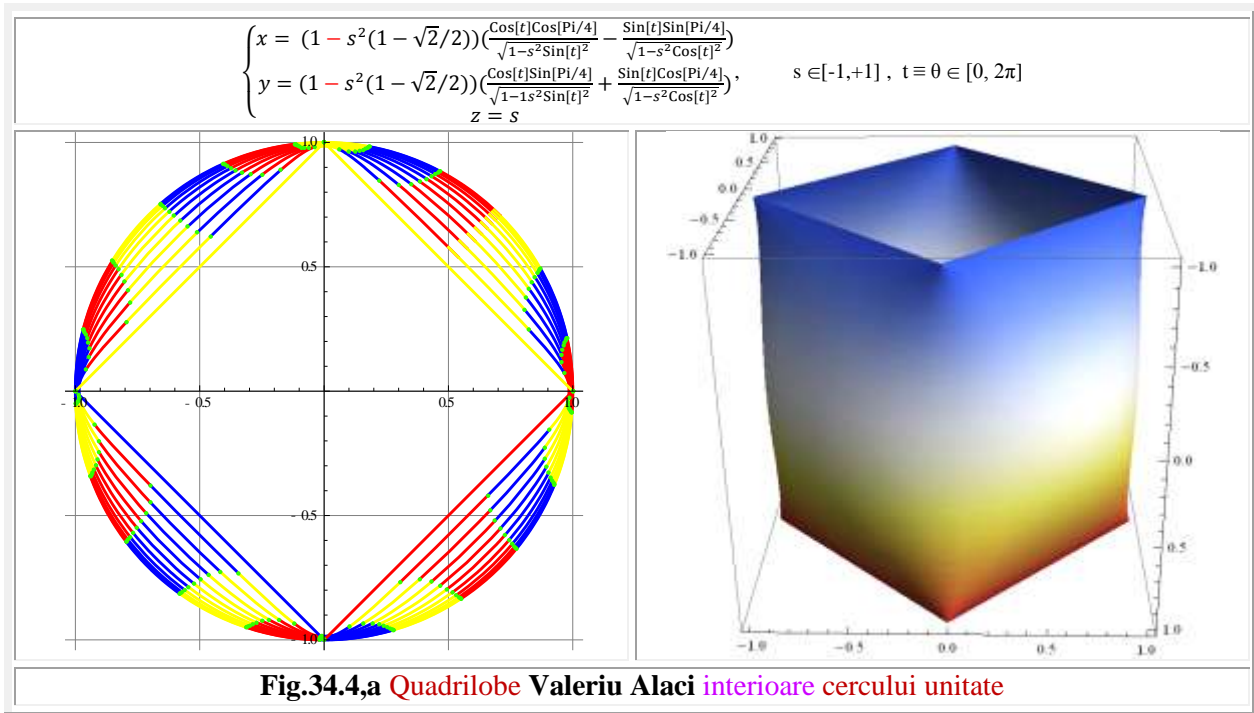 x = (1 − s²(1 − √2/2))(Cos[t]Cos[Pi/4]/√(1−s²Sin[t]²) − Sin[t]Sin[Pi/4]/√(1−s²Cos[t]²))
y = (1 − s²(1 − √2/2))(Cos[t]Sin[Pi/4]/√(1−1s²Sin[t]²) + Sin[t]Cos[Pi/4]/√(1−s²Cos[t]²)), s ∈[-1,+1] , t ≡ θ ∈ [0, 2π]
z = s
1.0
0.5
- 1.0 - 0.5 0.5 1.0
- 0.5
- 1.0
1.0
0.5
0.0
−0.5
−1.0
−1.0
−0.5
0.0
0.5
1.0
−1.0 −0.5 0.0 0.5 1.0
Fig.34.4,a Quadrilobe Valeriu Alaci interioare cercului unitate